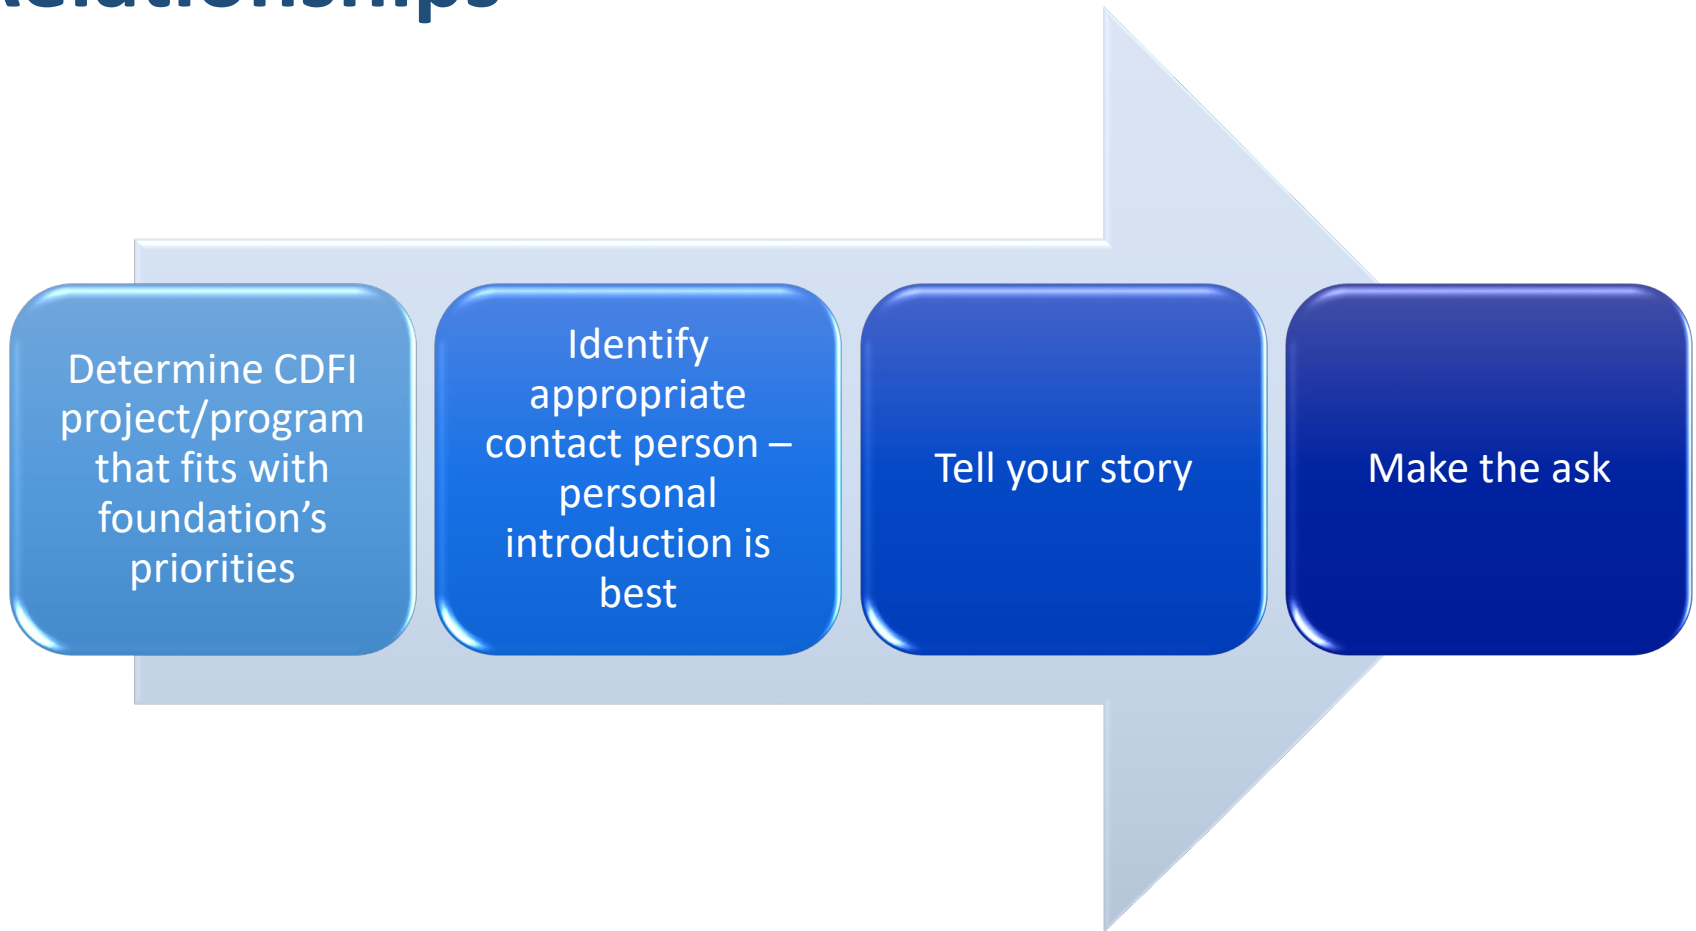 Relationships
Determine CDFI
project/program
that fits with
foundation’s
priorities
Identify
appropriate
contact person –
personal
introduction is
best
Tell your story
Make the ask